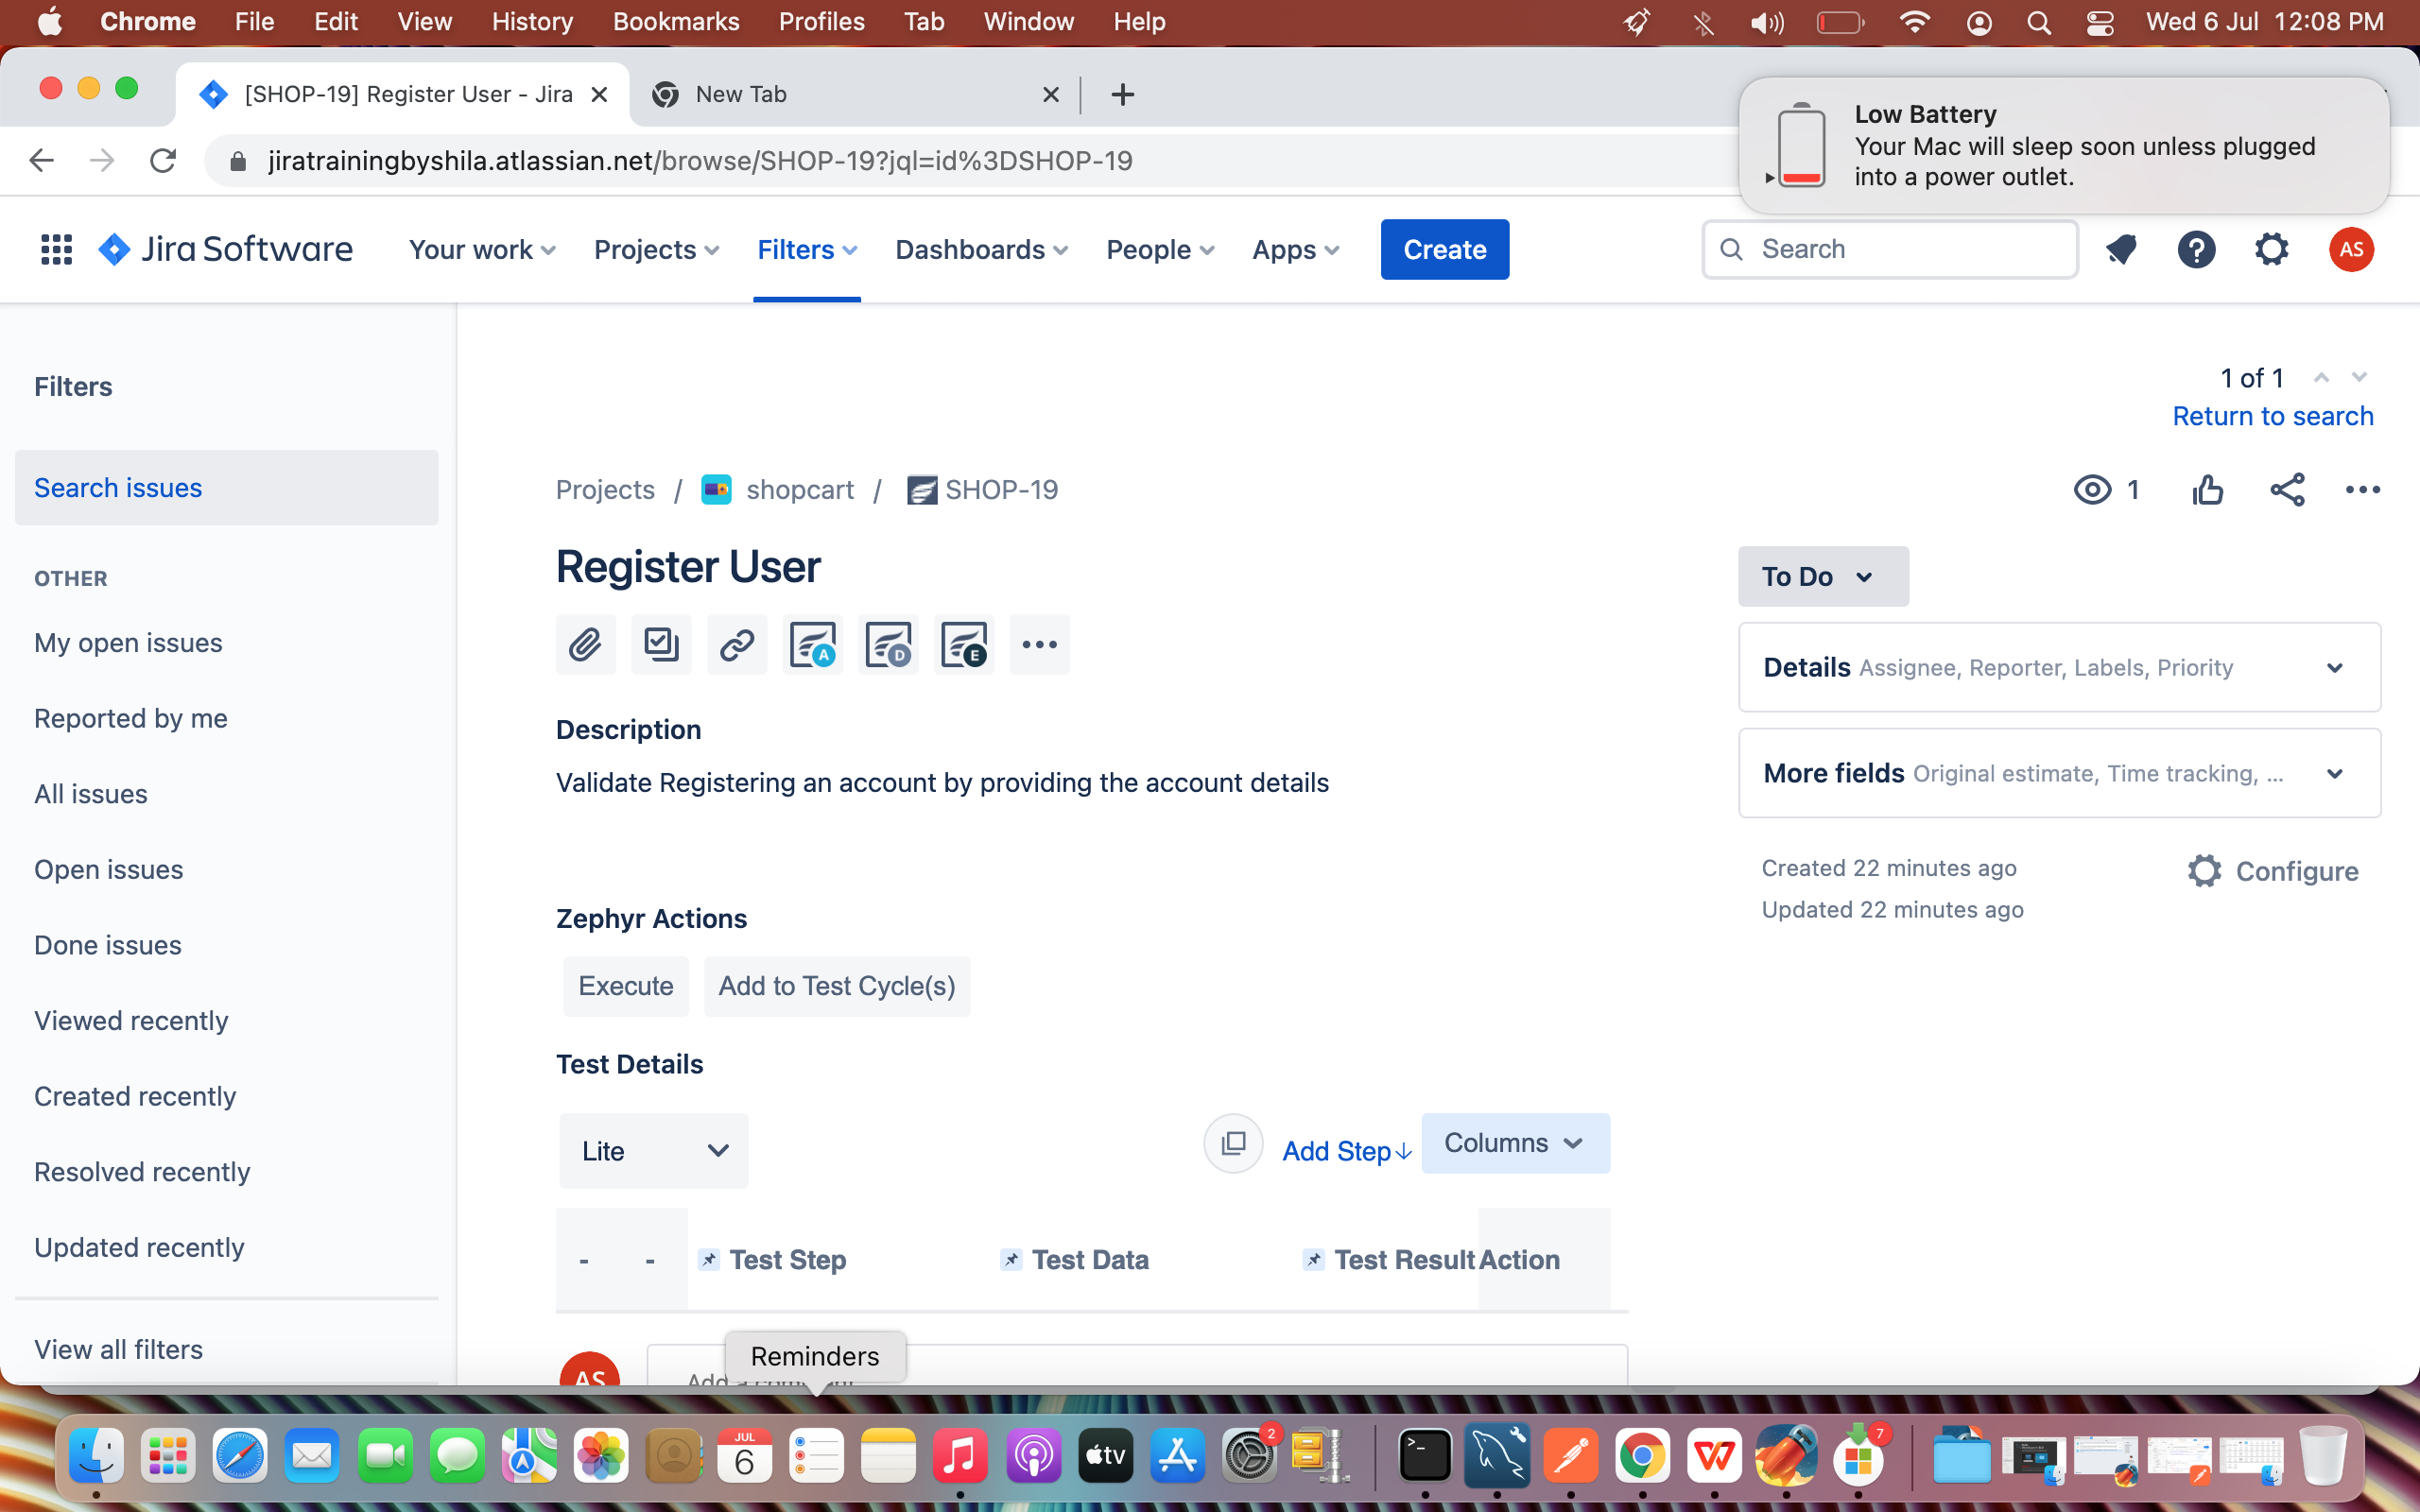 Chrome File Edit View History Bookmarks Profiles Tab Window Help Wed 6 Jul 12:08 PM
[SHOP-19] Register User - Jira
New Tab
jiratrainingbyshila.atlassian.net/browse/SHOP-19?jql=id%3DSHOP-19
Low Battery
Your Mac will sleep soon unless plugged
into a power outlet.
Jira Software Your work Projects Filters Dashboards People Apps Create Search AS
Filters
Search issues
OTHER
My open issues
Reported by me
All issues
Open issues
Done issues
Viewed recently
Created recently
Resolved recently
Updated recently
View all filters
1 of 1
Return to search
Projects / shopcart / SHOP-19
1
Register User
A D E
Description
Validate Registering an account by providing the account details
Zephyr Actions
Execute Add to Test Cycle(s)
Test Details
Lite
Add Step
Columns
- - Test Step Test Data Test Result Action
AS
Add a comment
To Do
Details Assignee, Reporter, Labels, Priority
More fields Original estimate, Time tracking, ...
Created 22 minutes ago
Configure
Updated 22 minutes ago
Reminders
JUL
6
tv
2
7